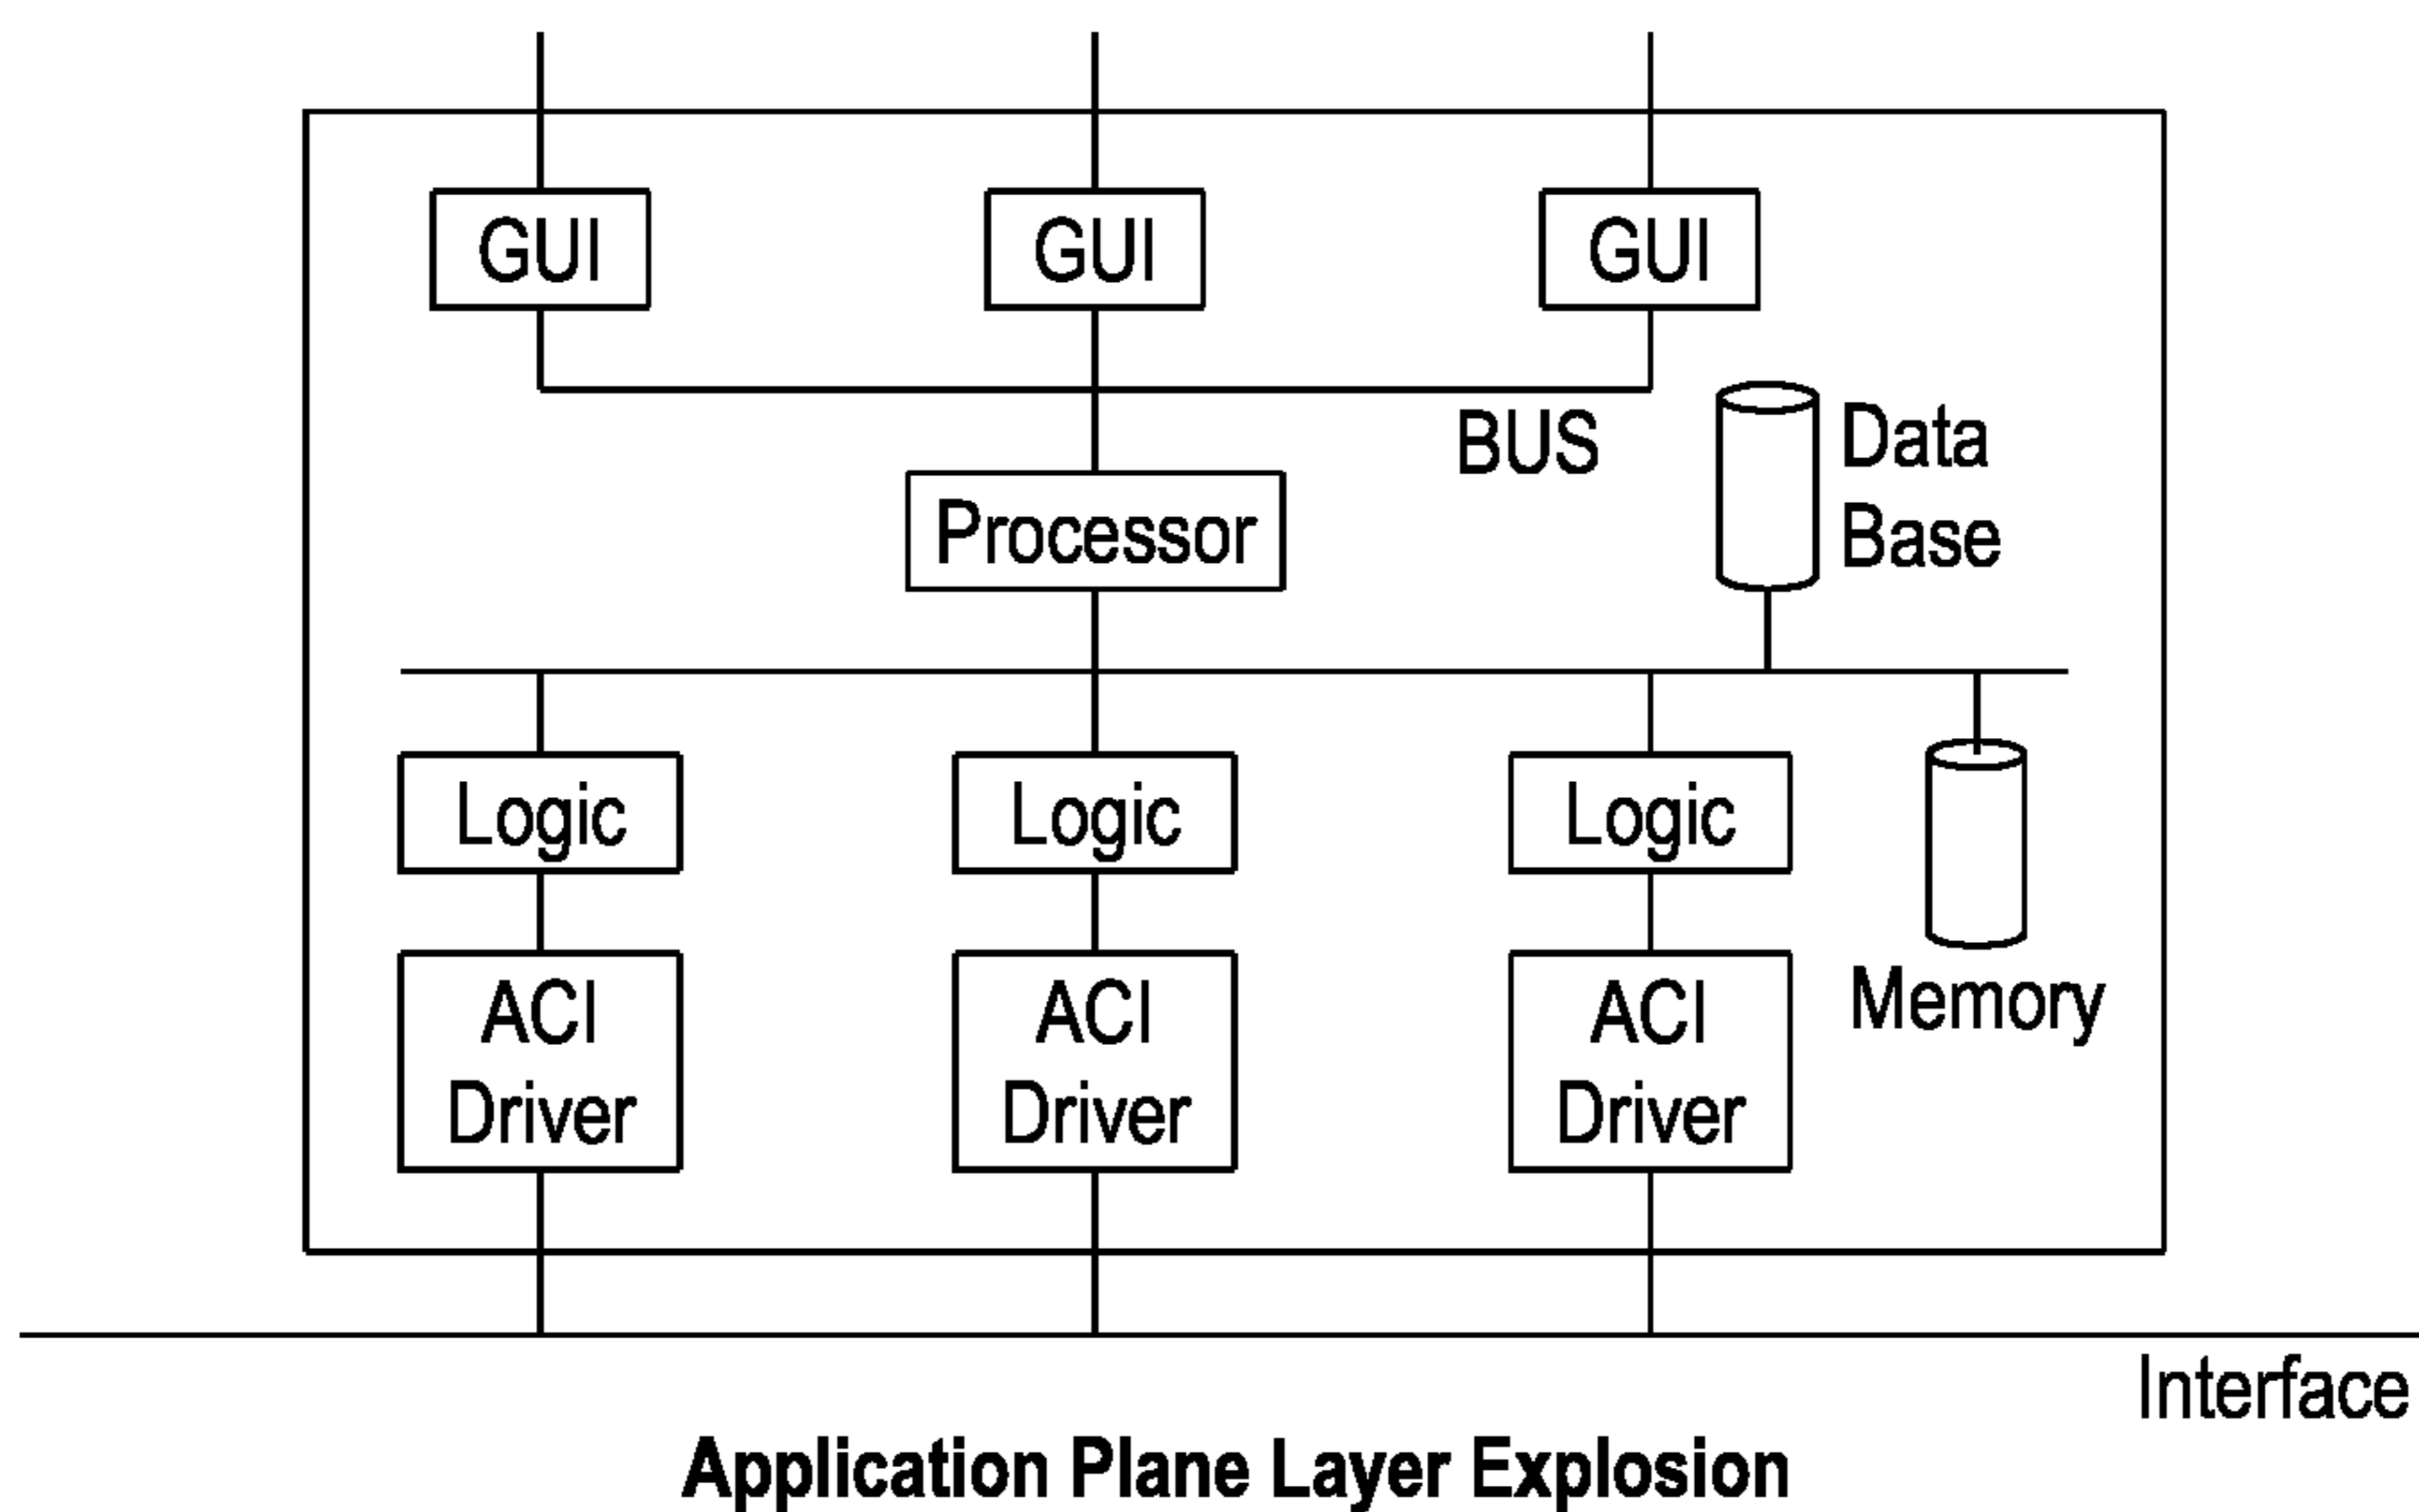 GUI
GUI
GUI
BUS
Data
Base
Processor
Logic
Logic
Logic
ACI
Driver
ACI
Driver
ACI
Driver
Memory
Interface
Application Plane Layer Explosion